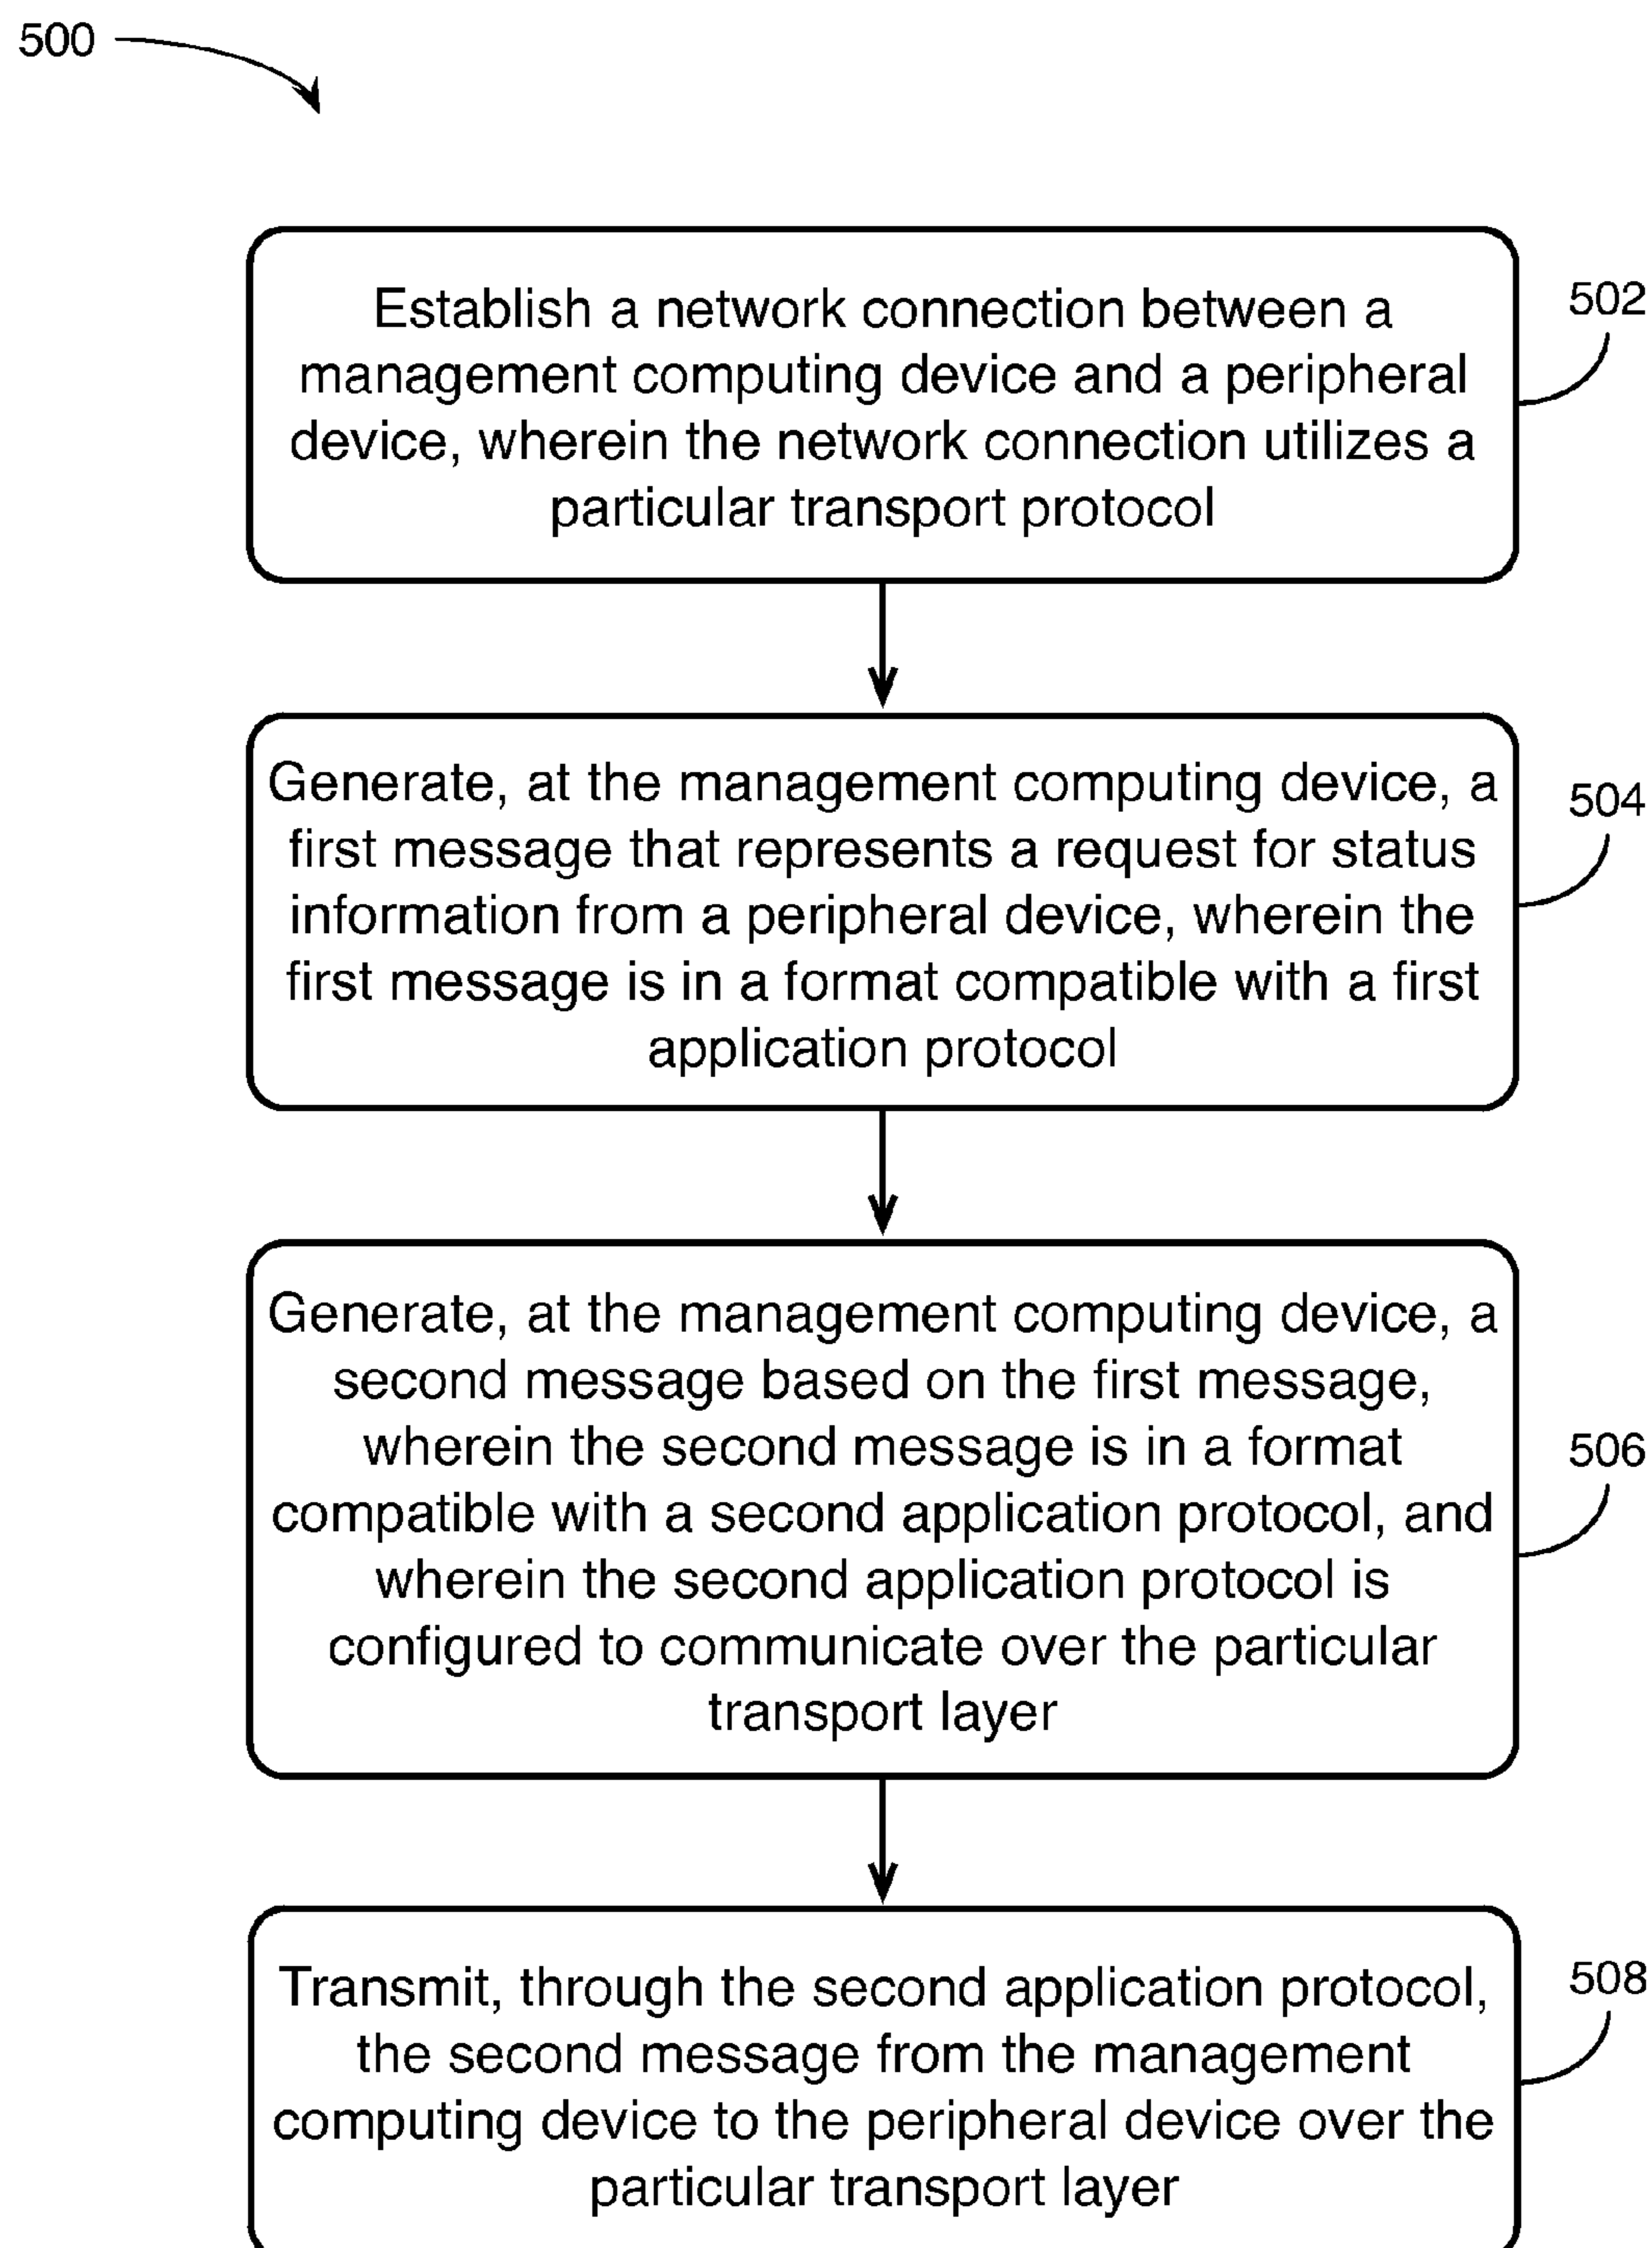 500
Establish a network connection between a
management computing device and a peripheral
device, wherein the network connection utilizes a
particular transport protocol
502
Generate, at the management computing device, a
first message that represents a request for status
information from a peripheral device, wherein the
first message is in a format compatible with a first
application protocol
504
Generate, at the management computing device, a
second message based on the first message,
wherein the second message is in a format
compatible with a second application protocol, and
wherein the second application protocol is
configured to communicate over the particular
transport layer
506
Transmit, through the second application protocol,
the second message from the management
computing device to the peripheral device over the
particular transport layer
508